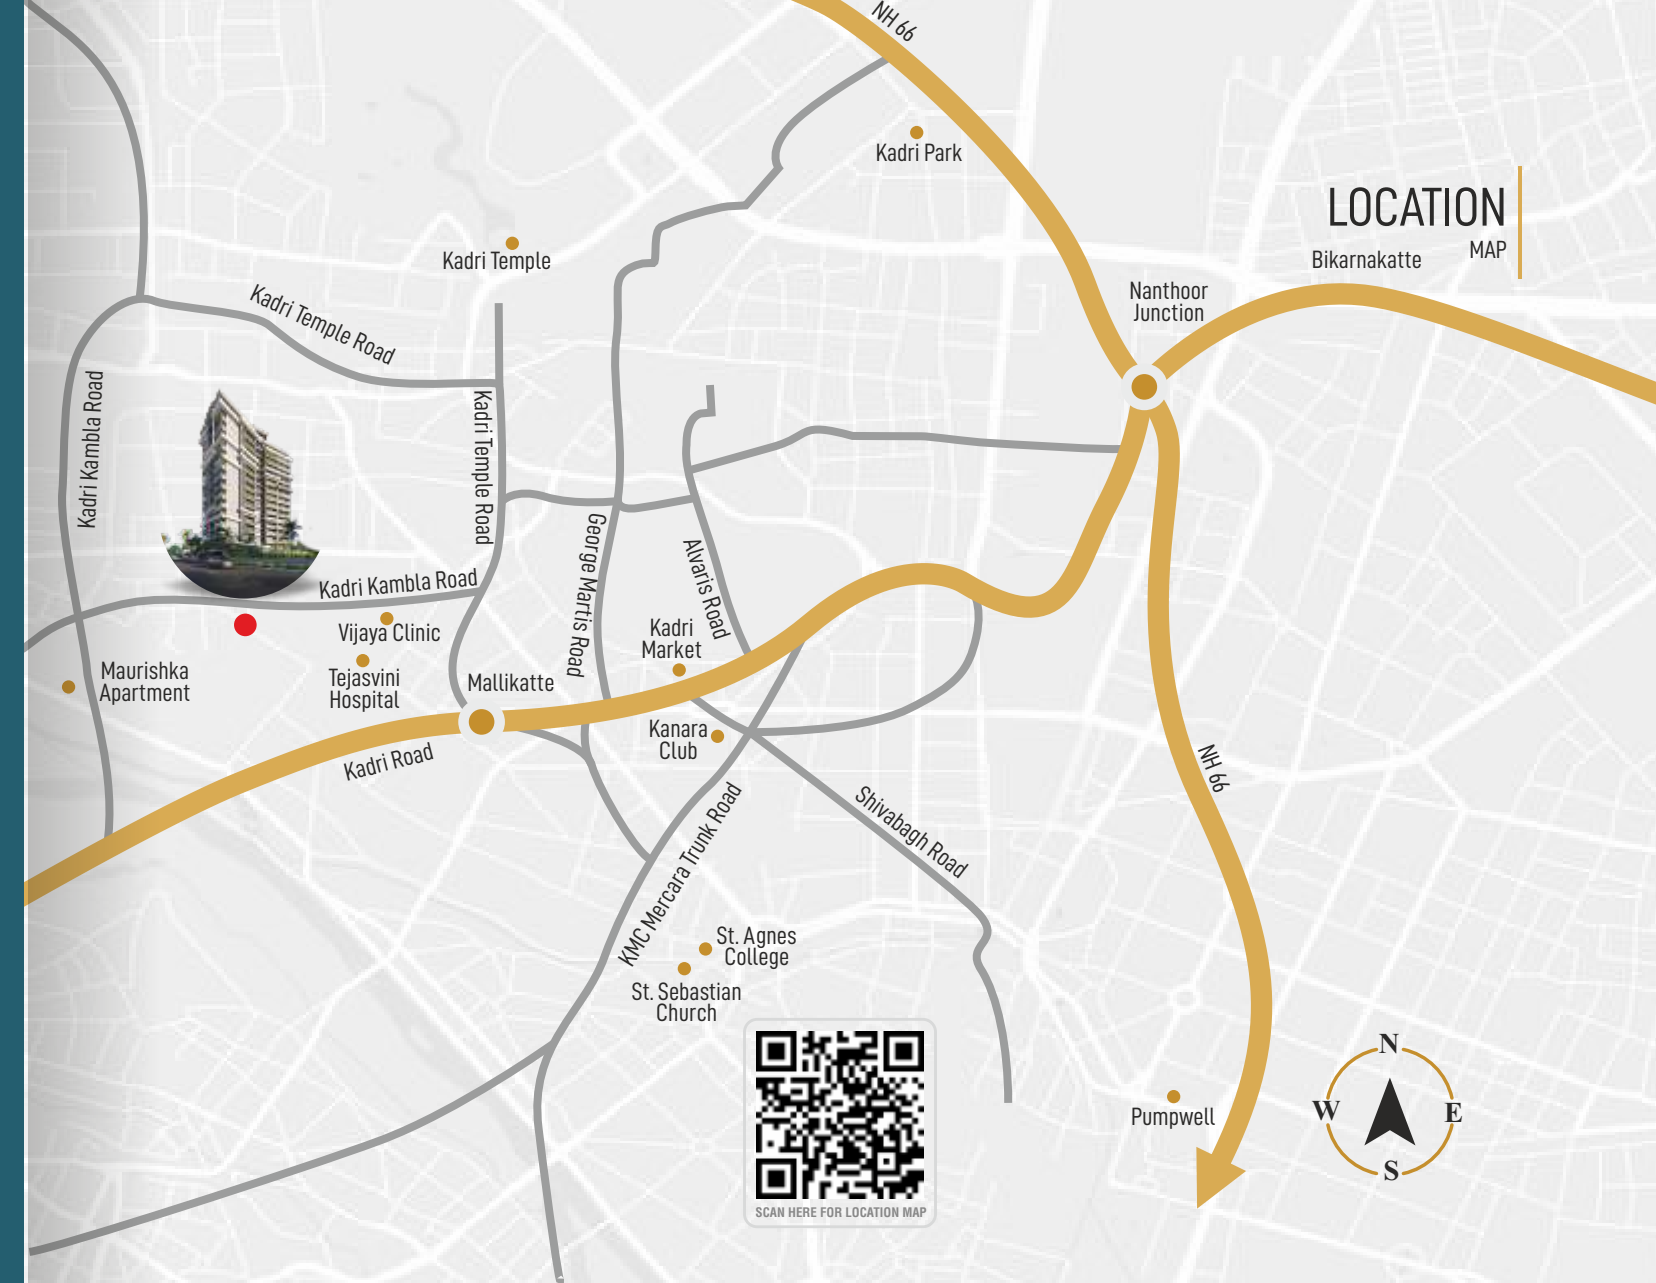 NH 66
Kadri Park
LOCATION
MAP
Bikarnakatte
Nanthoor
Junction
Kadri Temple
Kadri Temple Road
Kadri Kambla Road
Kadri Temple Road
Kadri Kambla Road
George Martis Road
Alvaris Road
Vijaya Clinic
Kadri
Market
Maurishka
Apartment
Tejasvini
Hospital
Mallikatte
Kanara
Club
Kadri Road
NH 66
KMC Mercara Trunk Road
Shivabagh Road
St. Agnes
College
St. Sebastian
Church
Pumpwell
N
W
E
S
SCAN HERE FOR LOCATION MAP